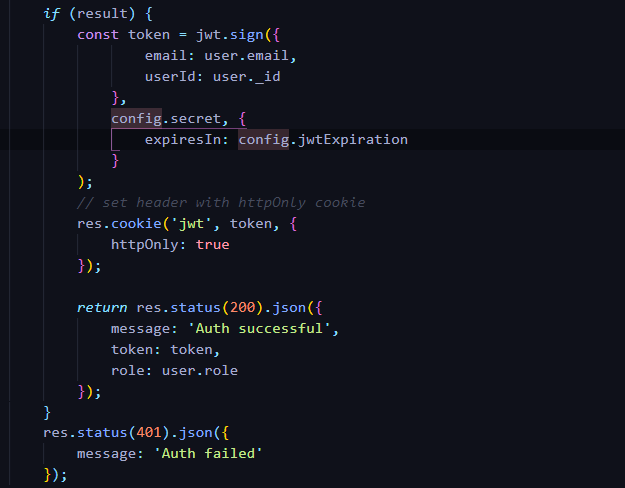 if (result) {
const token = jwt.sign({
email: user.email,
userId: user._id
},
config.secret, {
expiresIn: config.jwtExpiration
}
);
// set header with httpOnly cookie
res.cookie('jwt', token, {
httpOnly: true
});
return res.status(200).json({
message: 'Auth successful',
token: token,
role: user.role
});
}
res.status(401).json({
message: 'Auth failed'
});